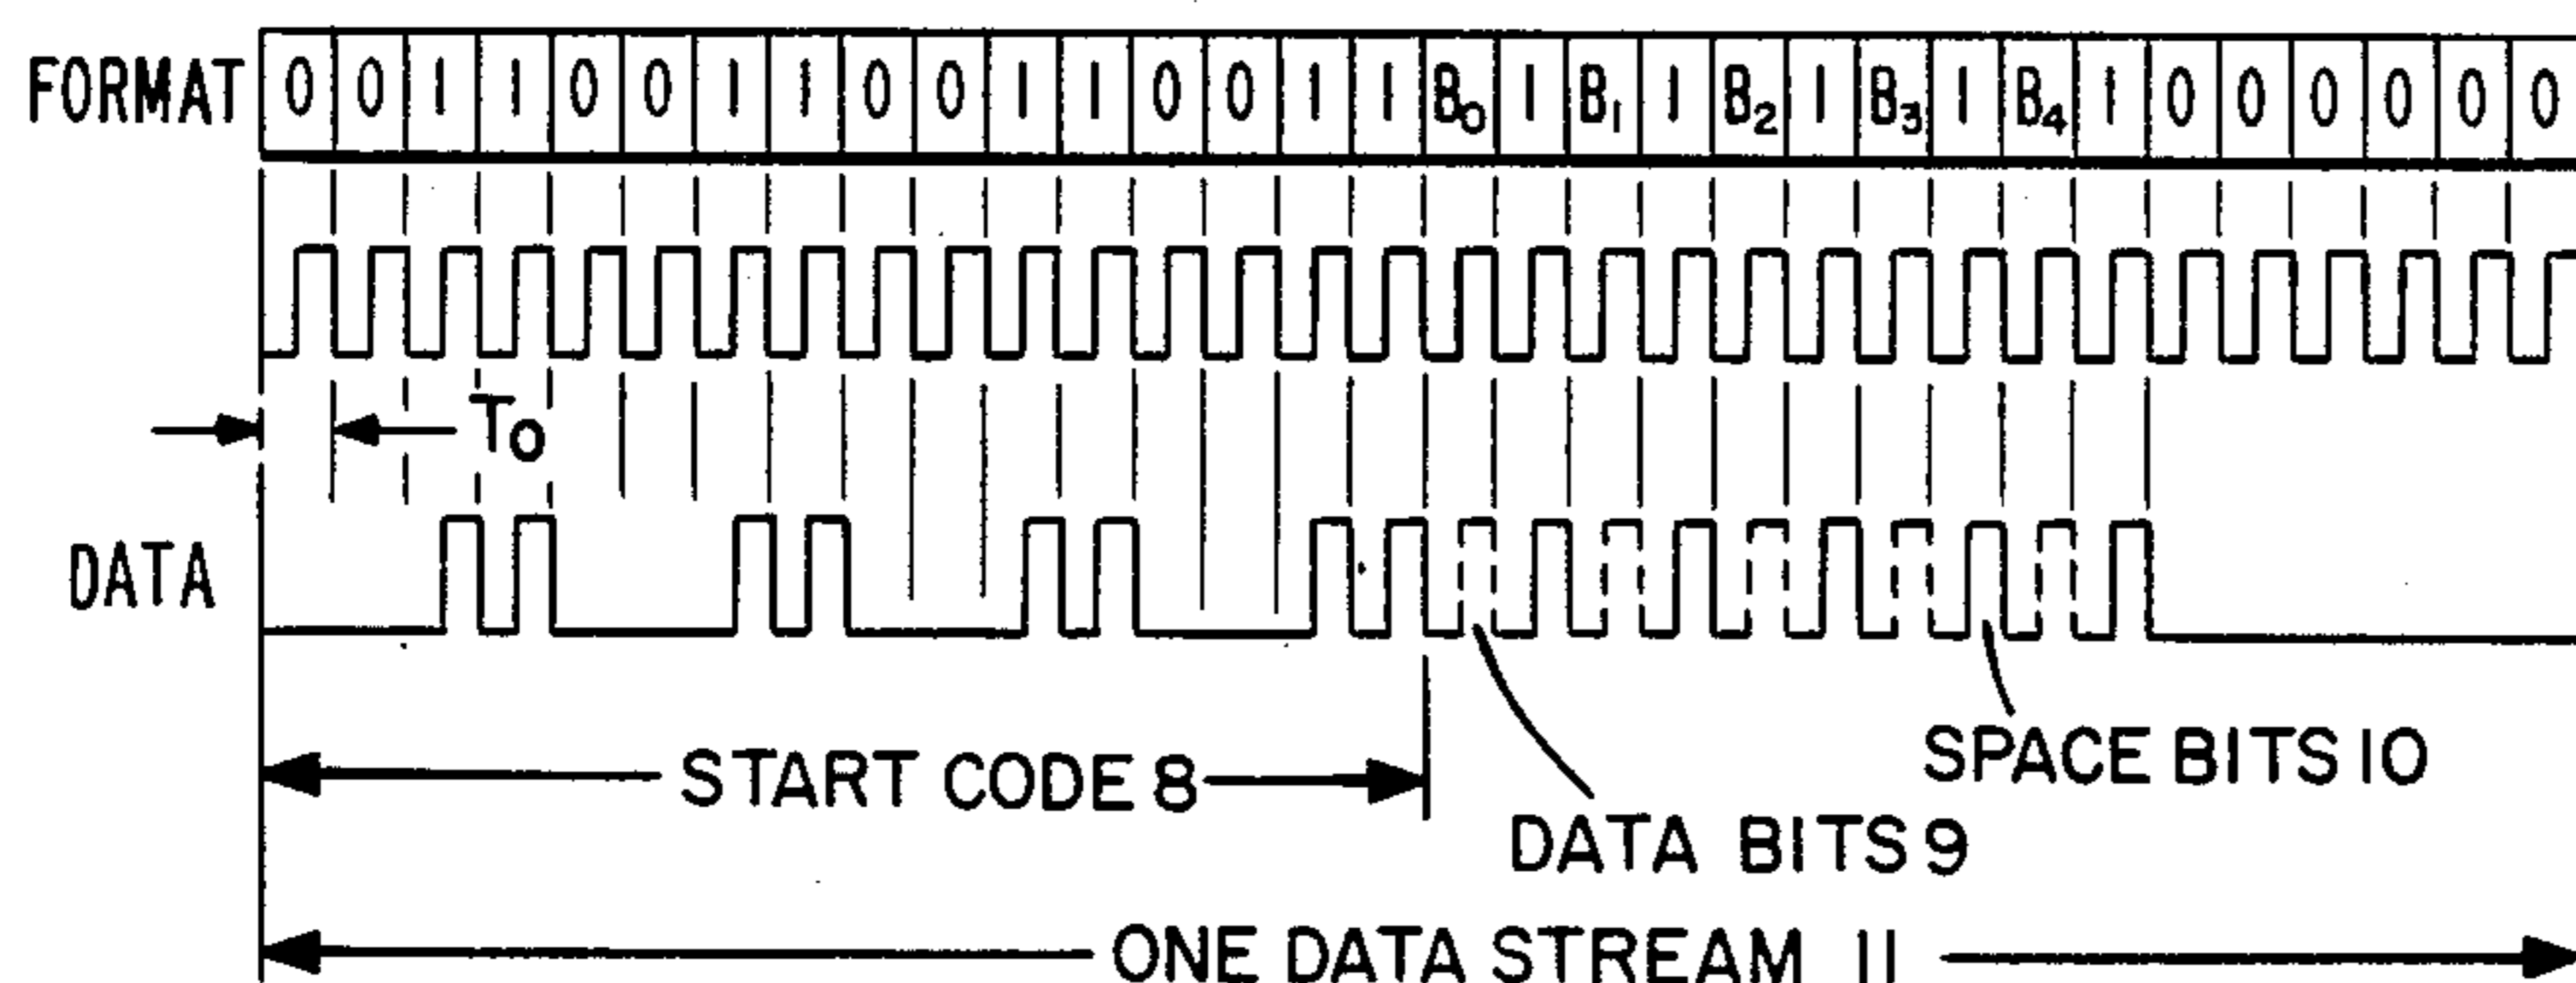 FORMAT 0 0 1 1 0 0 1 1 0 0 1 1 0 0 1 1 B₀ 1 B₁ 1 B₂ 1 B₃ 1 B₄ 1 0 0 0 0 0 0
T₀
DATA
START CODE 8
SPACE BITS 10
DATA BITS 9
ONE DATA STREAM 11